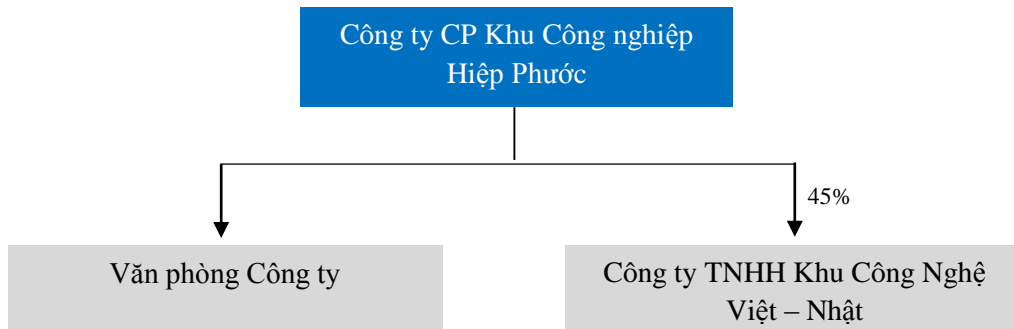 Công ty CP Khu Công nghiệp
Hiệp Phước
45%
Văn phòng Công ty
Công ty TNHH Khu Công Nghệ
Việt – Nhật